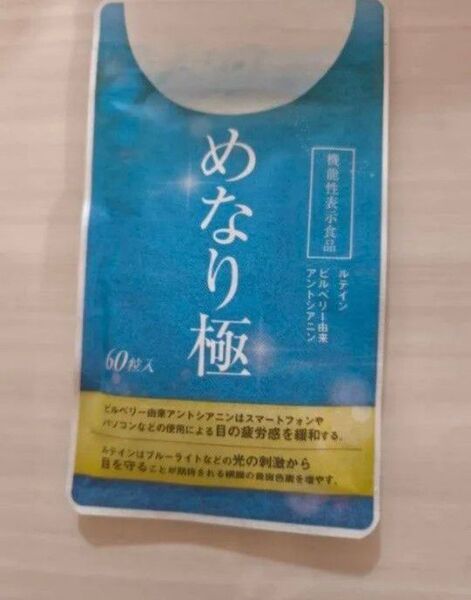 機能性表示食品
ルテイン
ビルベリー由来
アントシアニン
めなり極
60粒入
ビルベリー由来アントシアニンはスマートフォンや
パソコンなどの使用による目の疲労感を緩和する。
ルテインはブルーライトなどの光の刺激から
目を守ることが期待される網膜の黄斑色素を増やす。